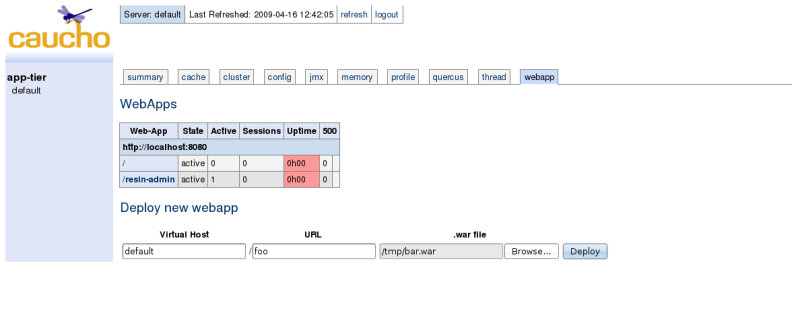 caucho
Server: default Last Refreshed: 2009-04-16 12:42:05 refresh logout
app-tier
default
summary cache cluster config jmx memory profile quercus thread webapp
WebApps
Web-App State Active Sessions Uptime 500
http://localhost:8080
/ active 0 0 0h00 0
/resin-admin active 1 0 0h00 0
Deploy new webapp
Virtual Host URL .war file
default /foo /tmp/bar.war Browse... Deploy